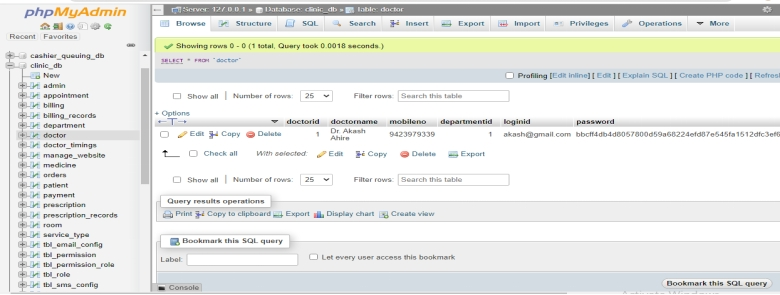 phpMyAdmin
Recent Favorites
cashier_queuing_db
clinic_db
New
admin
appointment
billing
billing_records
department
doctor
doctor_timings
manage_website
medicine
orders
patient
payment
prescription
prescription_records
room
service_type
tbl_email_config
tbl_permission
tbl_permission_role
tbl_role
tbl_sms_config
Server: 127.0.0.1 » Database: clinic_db » Table: doctor
Browse Structure SQL Search Insert Export Import Privileges Operations More
Showing rows 0 - 0 (1 total, Query took 0.0018 seconds.)
SELECT * FROM `doctor`
Profiling [Edit inline] [ Edit ] [ Explain SQL ] [ Create PHP code ] [ Refresh
Show all Number of rows: 25 Filter rows: Search this table
+ Options
←T→ doctorid doctorname mobileno departmentid loginid password
Edit Copy Delete 1 Dr. Akash Ahire 9423979339 1 akash@gmail.com bbcff4db4d8057800d59a68224efd87e545fa1512dfc3ef6
Check all With selected: Edit Copy Delete Export
Show all Number of rows: 25 Filter rows: Search this table
Query results operations
Print Copy to clipboard Export Display chart Create view
Bookmark this SQL query
Label: Let every user access this bookmark
Bookmark this SQL query
Console